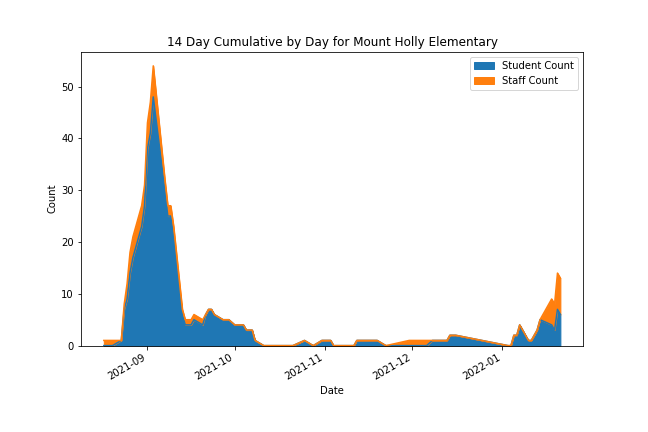 14 Day Cumulative by Day for Mount Holly Elementary
Student Count
Staff Count
50
40
30
20
10
0
Count
2021-09
2021-10
2021-11
2021-12
2022-01
Date